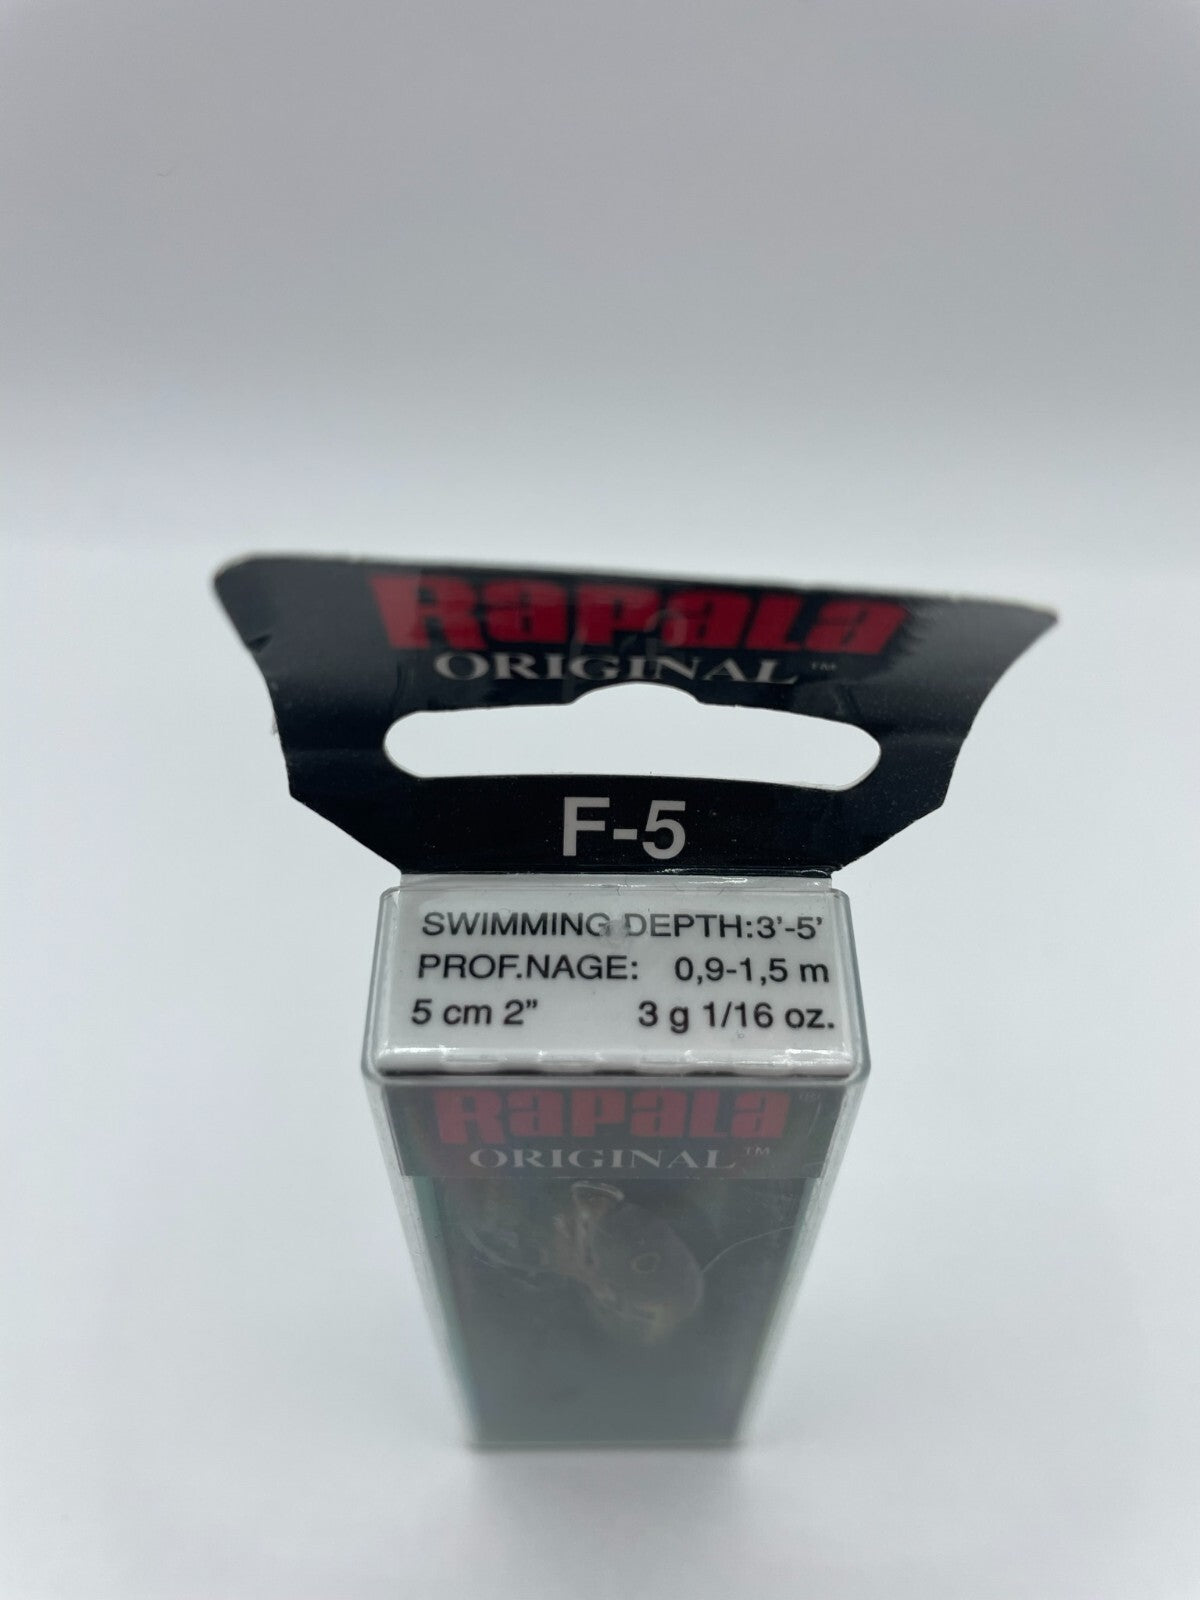 RAPALA
ORIGINAL™
F-5
SWIMMING DEPTH:3'-5'
PROF.NAGE: 0,9-1,5 m
5 cm 2” 3 g 1/16 oz.
RAPALA®
ORIGINAL™